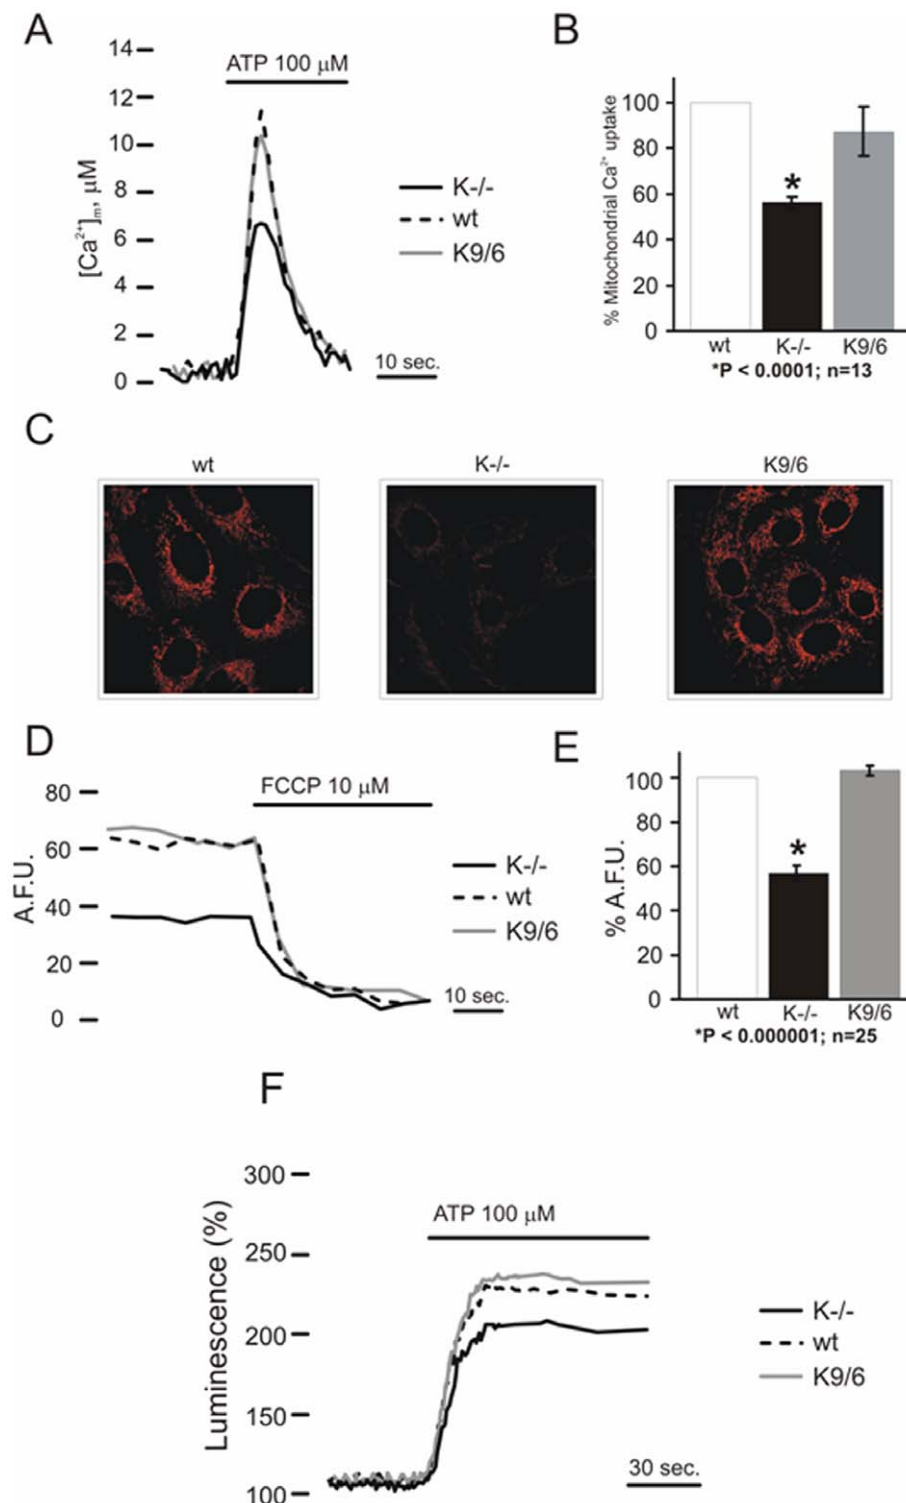 A
14
12
10
8
6
4
2
0
[Ca²⁺]ₘ, µM
ATP 100 µM
K-/-
wt
K9/6
10 sec.
B
100
80
60
40
20
0
% Mitochondrial Ca²⁺ uptake
*
wt K-/- K9/6
*P < 0.0001; n=13
C
wt K-/- K9/6
D
80
60
40
20
0
A.F.U.
FCCP 10 µM
K-/-
wt
K9/6
10 sec.
E
100
80
60
40
20
0
% A.F.U.
*
wt K-/- K9/6
*P < 0.000001; n=25
F
300
250
200
150
100
Luminescence (%)
ATP 100 µM
K-/-
wt
K9/6
30 sec.